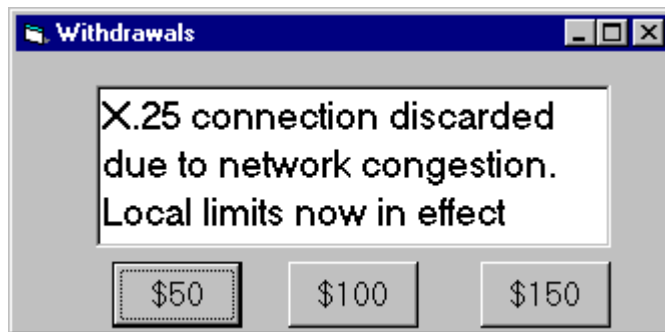 Withdrawals
X.25 connection discarded
due to network congestion.
Local limits now in effect
$50 $100 $150